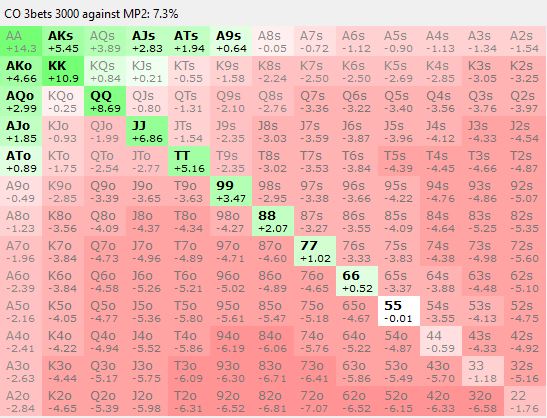 CO 3bets 3000 against MP2: 7.3%
AA AKs AQs AJs ATs A9s A8s A7s A6s A5s A4s A3s A2s
+14.3 +5.45 +3.89 +2.83 +1.94 +0.64 -0.05 -0.72 -1.12 -0.90 -1.13 -1.34 -1.54
AKo KK KQs KJs KTs K9s K8s K7s K6s K5s K4s K3s K2s
+4.66 +10.9 +0.84 +0.21 -0.55 -1.58 -2.24 -2.50 -2.50 -2.69 -2.85 -3.05 -3.25
AQo KQo QQ QJs QTs Q9s Q8s Q7s Q6s Q5s Q4s Q3s Q2s
+2.99 -0.25 +8.69 -0.80 -1.31 -2.10 -2.76 -3.36 -3.22 -3.40 -3.56 -3.76 -3.97
AJo KJo QJo JJ JTs J9s J8s J7s J6s J5s J4s J3s J2s
+1.85 -0.93 -1.99 +6.86 -1.54 -2.35 -3.03 -3.59 -3.87 -3.96 -4.12 -4.33 -4.54
ATo KTo QTo JTo TT T9s T8s T7s T6s T5s T4s T3s T2s
+0.89 -1.75 -2.54 -2.77 +5.16 -2.35 -3.02 -3.53 -3.84 -4.39 -4.45 -4.66 -4.87
A9o K9o Q9o J9o T9o 99 98s 97s 96s 95s 94s 93s 92s
-0.49 -2.85 -3.39 -3.65 -3.63 +3.47 -2.95 -3.38 -3.66 -4.22 -4.76 -4.86 -5.07
A8o K8o Q8o J8o T8o 98o 88 87s 86s 85s 84s 83s 82s
-1.23 -3.56 -4.09 -4.37 -4.34 -4.27 +2.07 -3.27 -3.55 -4.09 -4.64 -5.25 -5.35
A7o K7o Q7o J7o T7o 97o 87o 77 76s 75s 74s 73s 72s
-3.83 -4.73 -4.96 -4.89 -4.71 -4.60 +1.02 -3.33 -3.83 -4.38 -4.98 -5.60
A6o K6o Q6o J6o T6o 96o 86o 76o 66 65s 64s 63s 62s
-2.39 -3.84 -4.58 -5.26 -5.21 -5.02 -4.89 -4.65 +0.52 -3.37 -3.88 -4.48 -5.10
A5o K5o Q5o J5o T5o 95o 85o 75o 65o 55 54s 53s 52s
-2.16 -4.05 -4.77 -5.36 -5.80 -5.61 -5.47 -5.18 -4.67 -0.01 -3.55 -4.13 -4.75
A4o K4o Q4o J4o T4o 94o 84o 74o 64o 54o 44 43s 42s
-2.41 -4.22 -4.94 -5.52 -5.86 -6.19 -6.06 -5.76 -5.22 -4.87 -0.59 -4.33 -4.92
A3o K3o Q3o J3o T3o 93o 83o 73o 63o 53o 43o 33 32s
-2.63 -4.44 -5.17 -5.75 -6.09 -6.30 -6.71 -6.41 -5.86 -5.49 -5.70 -1.18 -5.16
A2o K2o Q2o J2o T2o 92o 82o 72o 62o 52o 42o 32o 22
-2.84 -4.65 -5.39 -5.98 -6.31 -6.52 -6.81 -7.07 -6.52 -6.15 -6.33 -6.58 -1.76